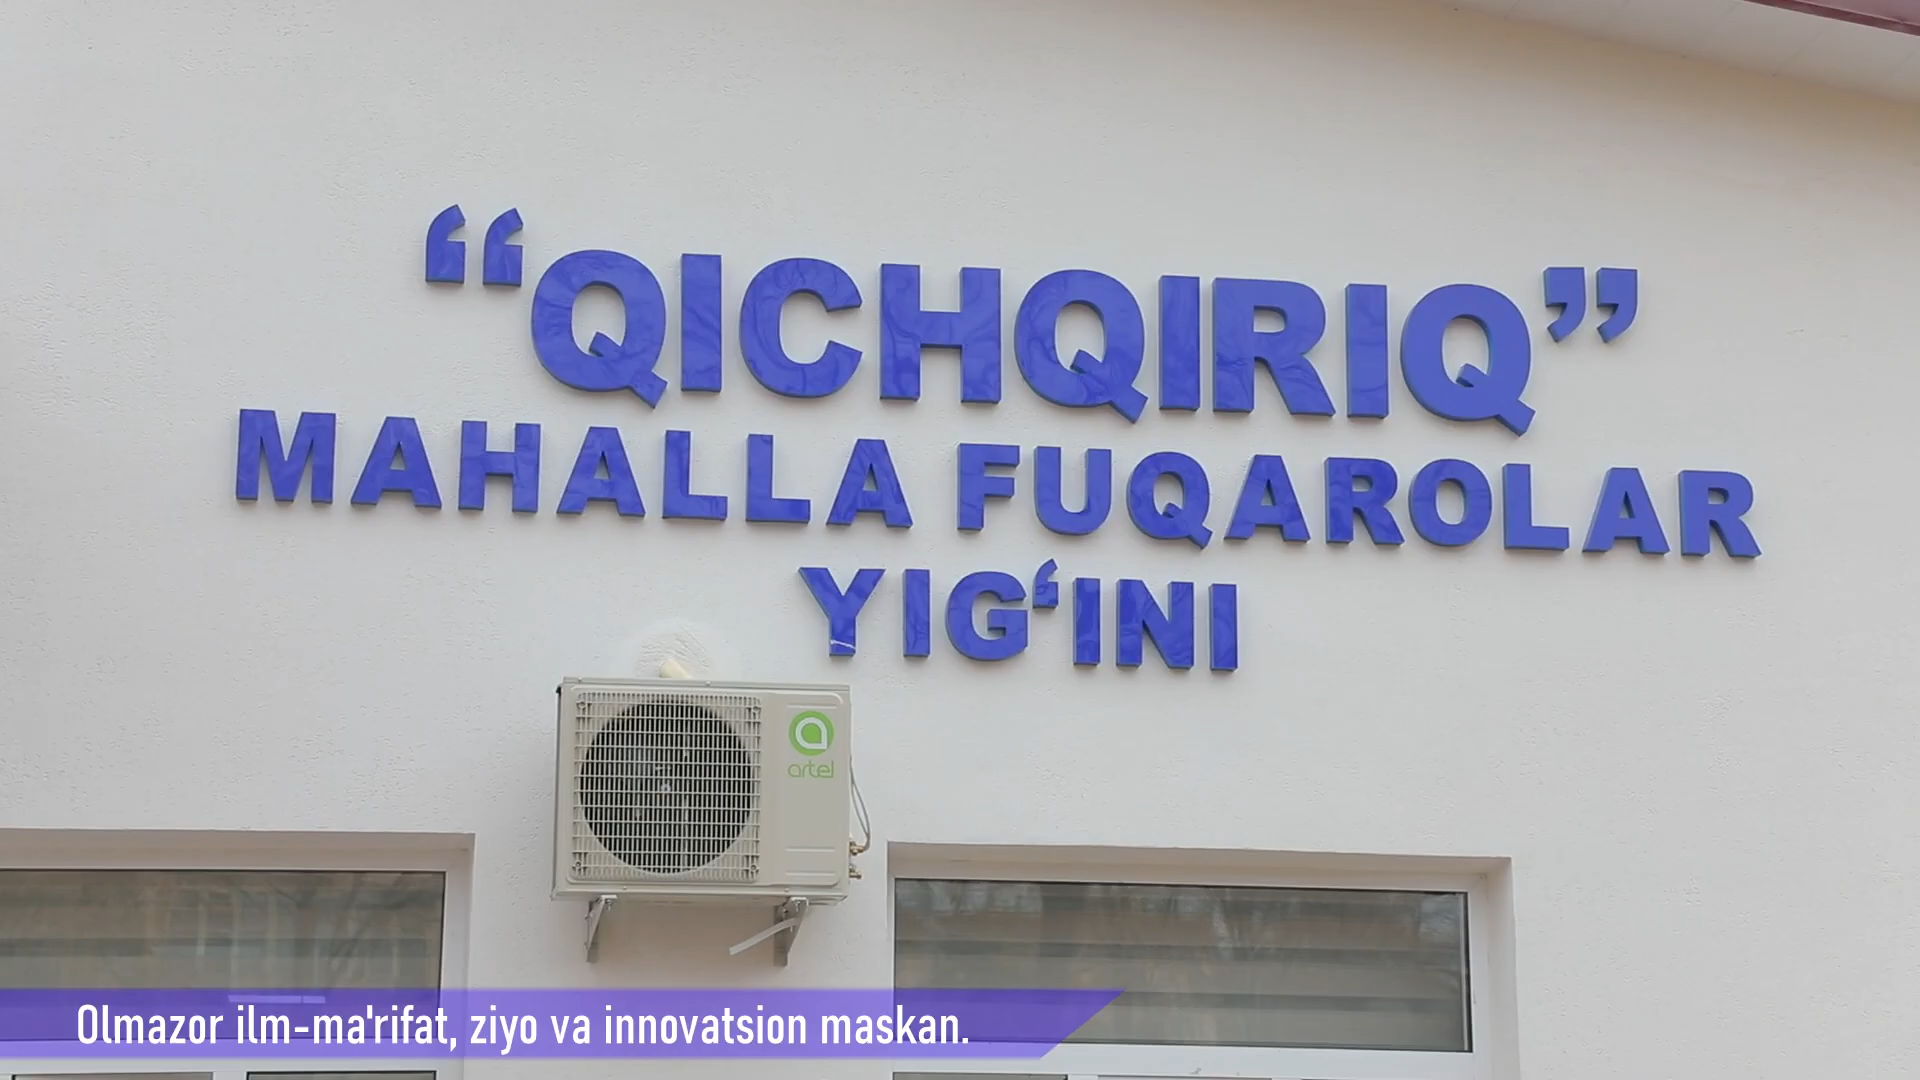 “QICHQIRIQ”
MAHALLA FUQAROLAR
YIG‘INI
artel
Olmazor ilm-ma'rifat, ziyo va innovatsion maskan.